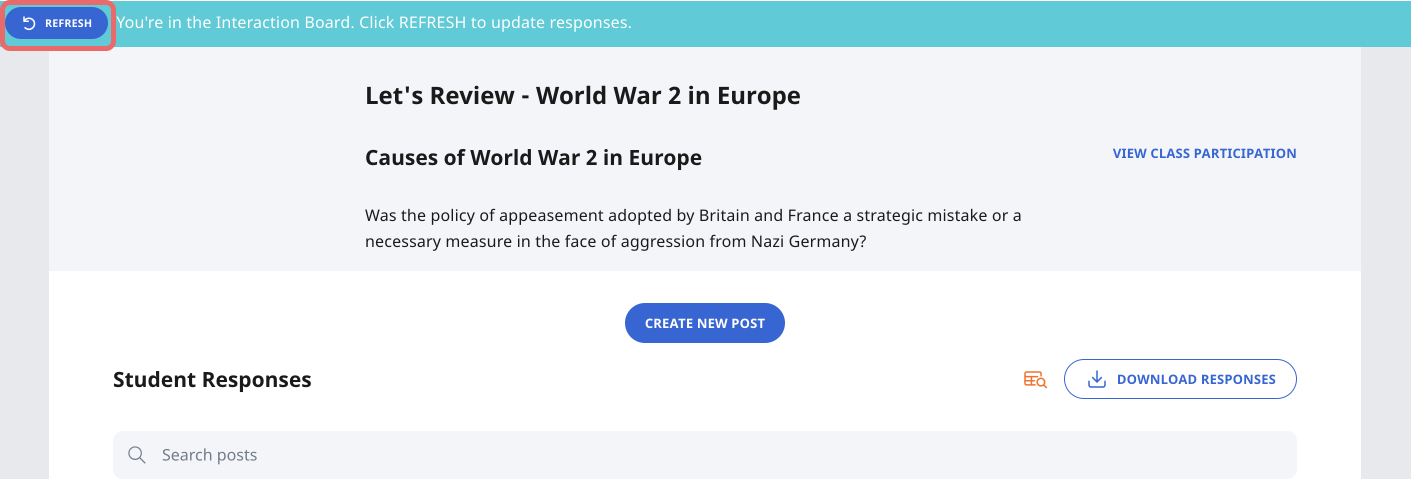 REFRESH You're in the Interaction Board. Click REFRESH to update responses.
Let's Review - World War 2 in Europe
Causes of World War 2 in Europe
VIEW CLASS PARTICIPATION
Was the policy of appeasement adopted by Britain and France a strategic mistake or a
necessary measure in the face of aggression from Nazi Germany?
CREATE NEW POST
Student Responses
DOWNLOAD RESPONSES
Search posts